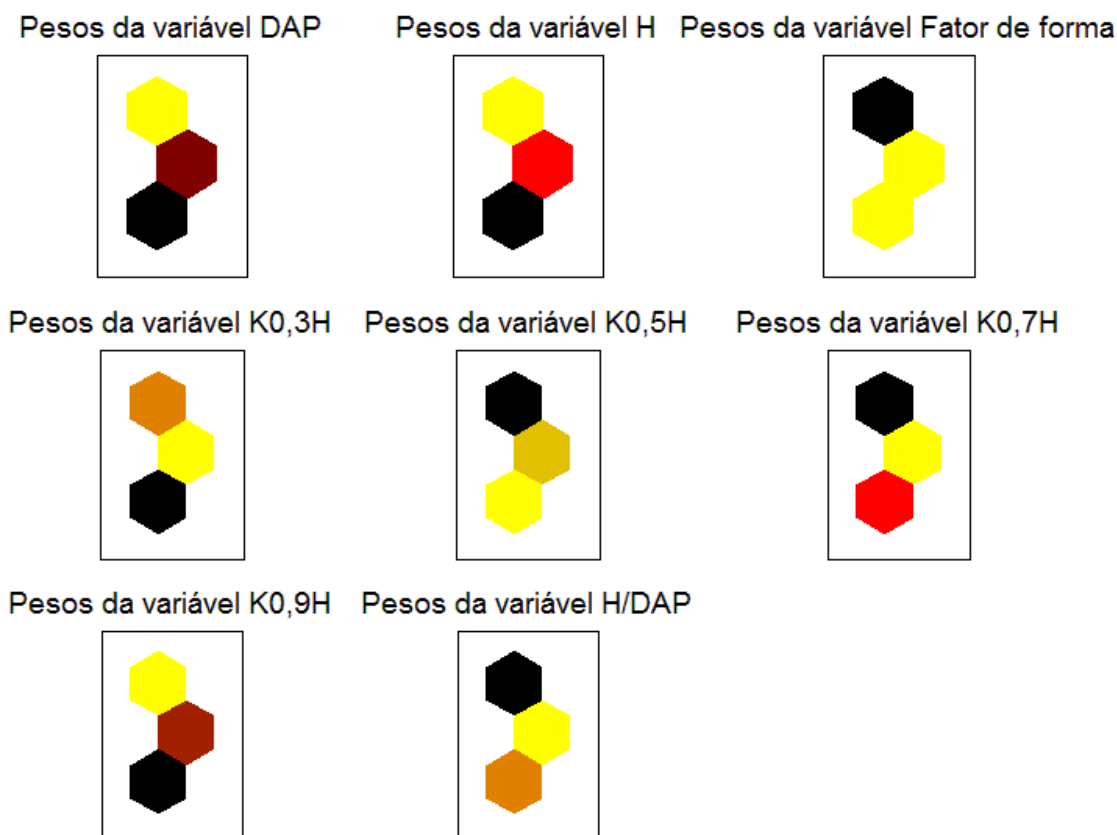 Pesos da variável DAP
Pesos da variável H
Pesos da variável Fator de forma
Pesos da variável K0,3H
Pesos da variável K0,5H
Pesos da variável K0,7H
Pesos da variável K0,9H
Pesos da variável H/DAP